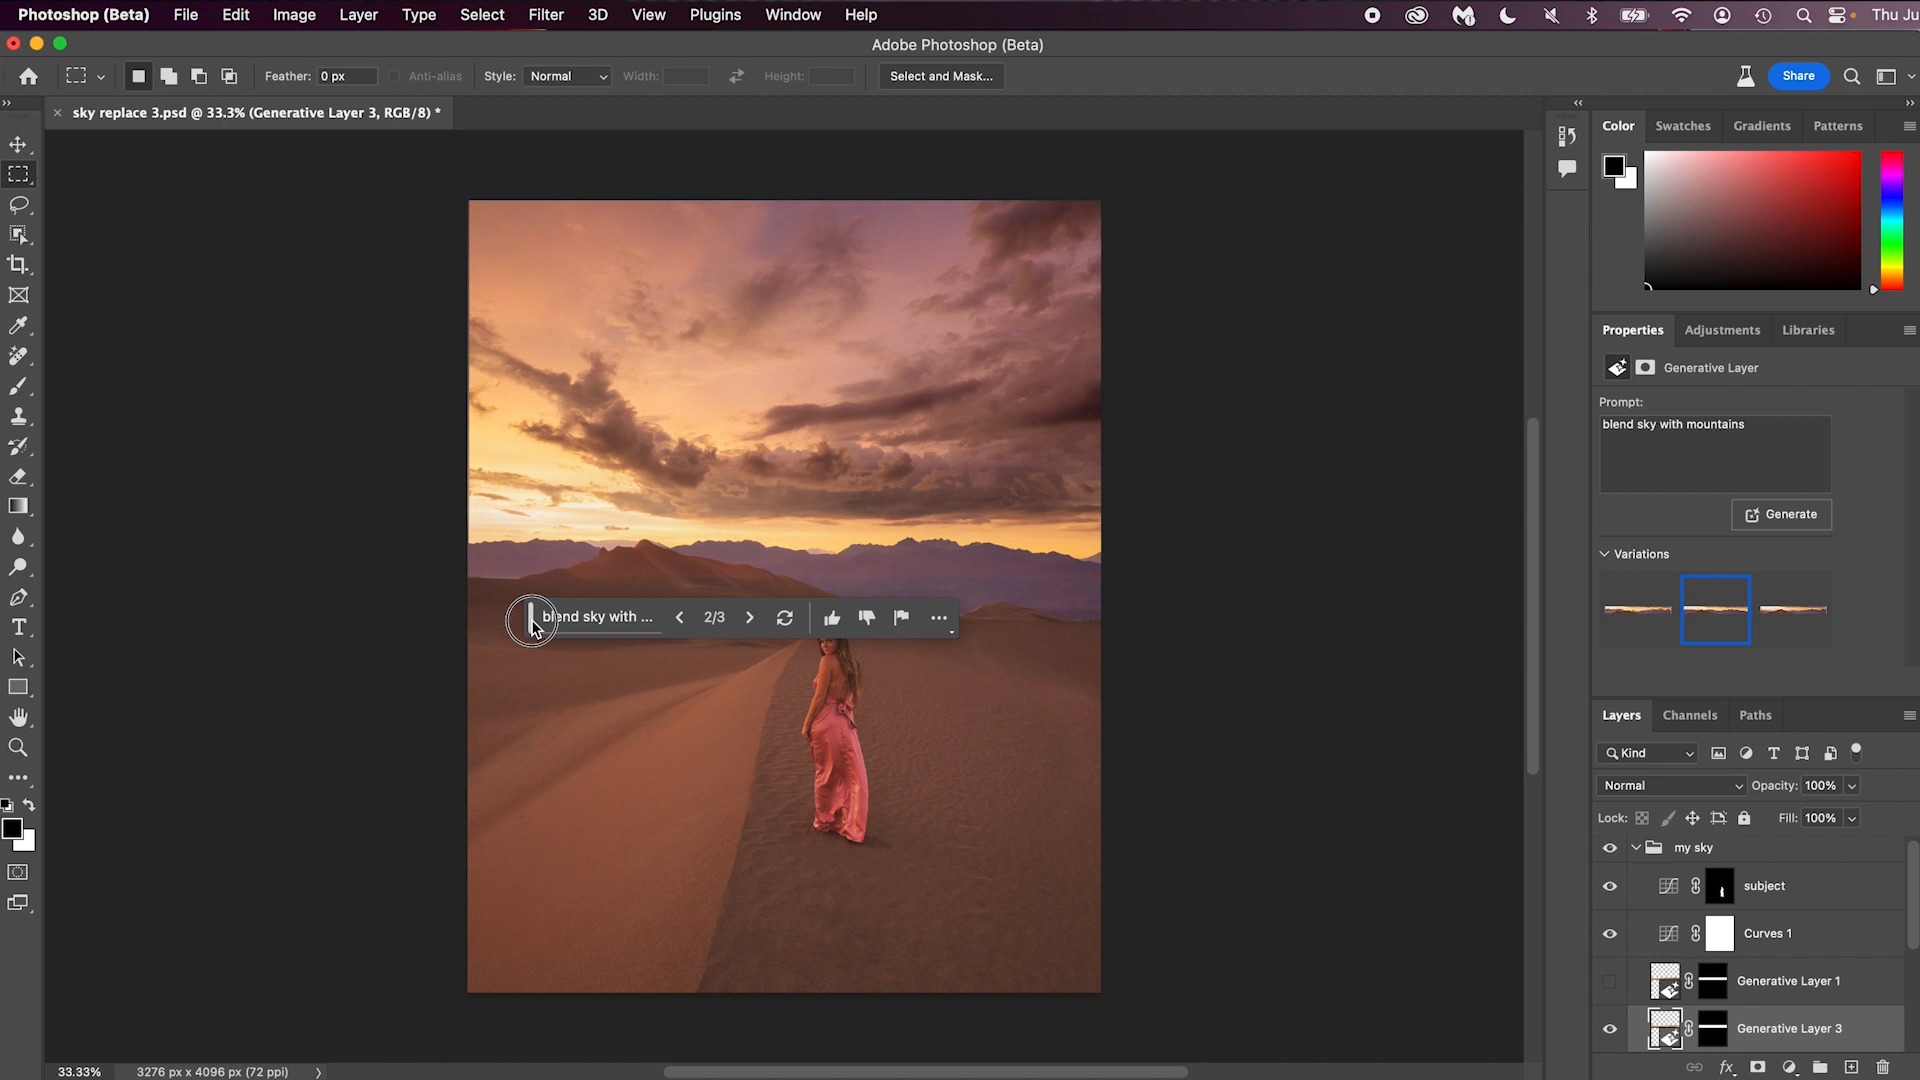 Photoshop (Beta) File Edit Image Layer Type Select Filter 3D View Plugins Window Help Thu Ju
Adobe Photoshop (Beta)
Feather: 0 px Anti-alias Style: Normal Width: Height: Select and Mask... Share
sky replace 3.psd @ 33.3% (Generative Layer 3, RGB/8) *
Color Swatches Gradients Patterns
Properties Adjustments Libraries
Generative Layer
Prompt:
blend sky with mountains
Generate
Variations
blend sky with ... 2/3
Layers Channels Paths
Kind
Normal Opacity: 100%
Lock: Fill: 100%
my sky
subject
Curves 1
Generative Layer 1
Generative Layer 3
33.33% 3276 px x 4096 px (72 ppi)